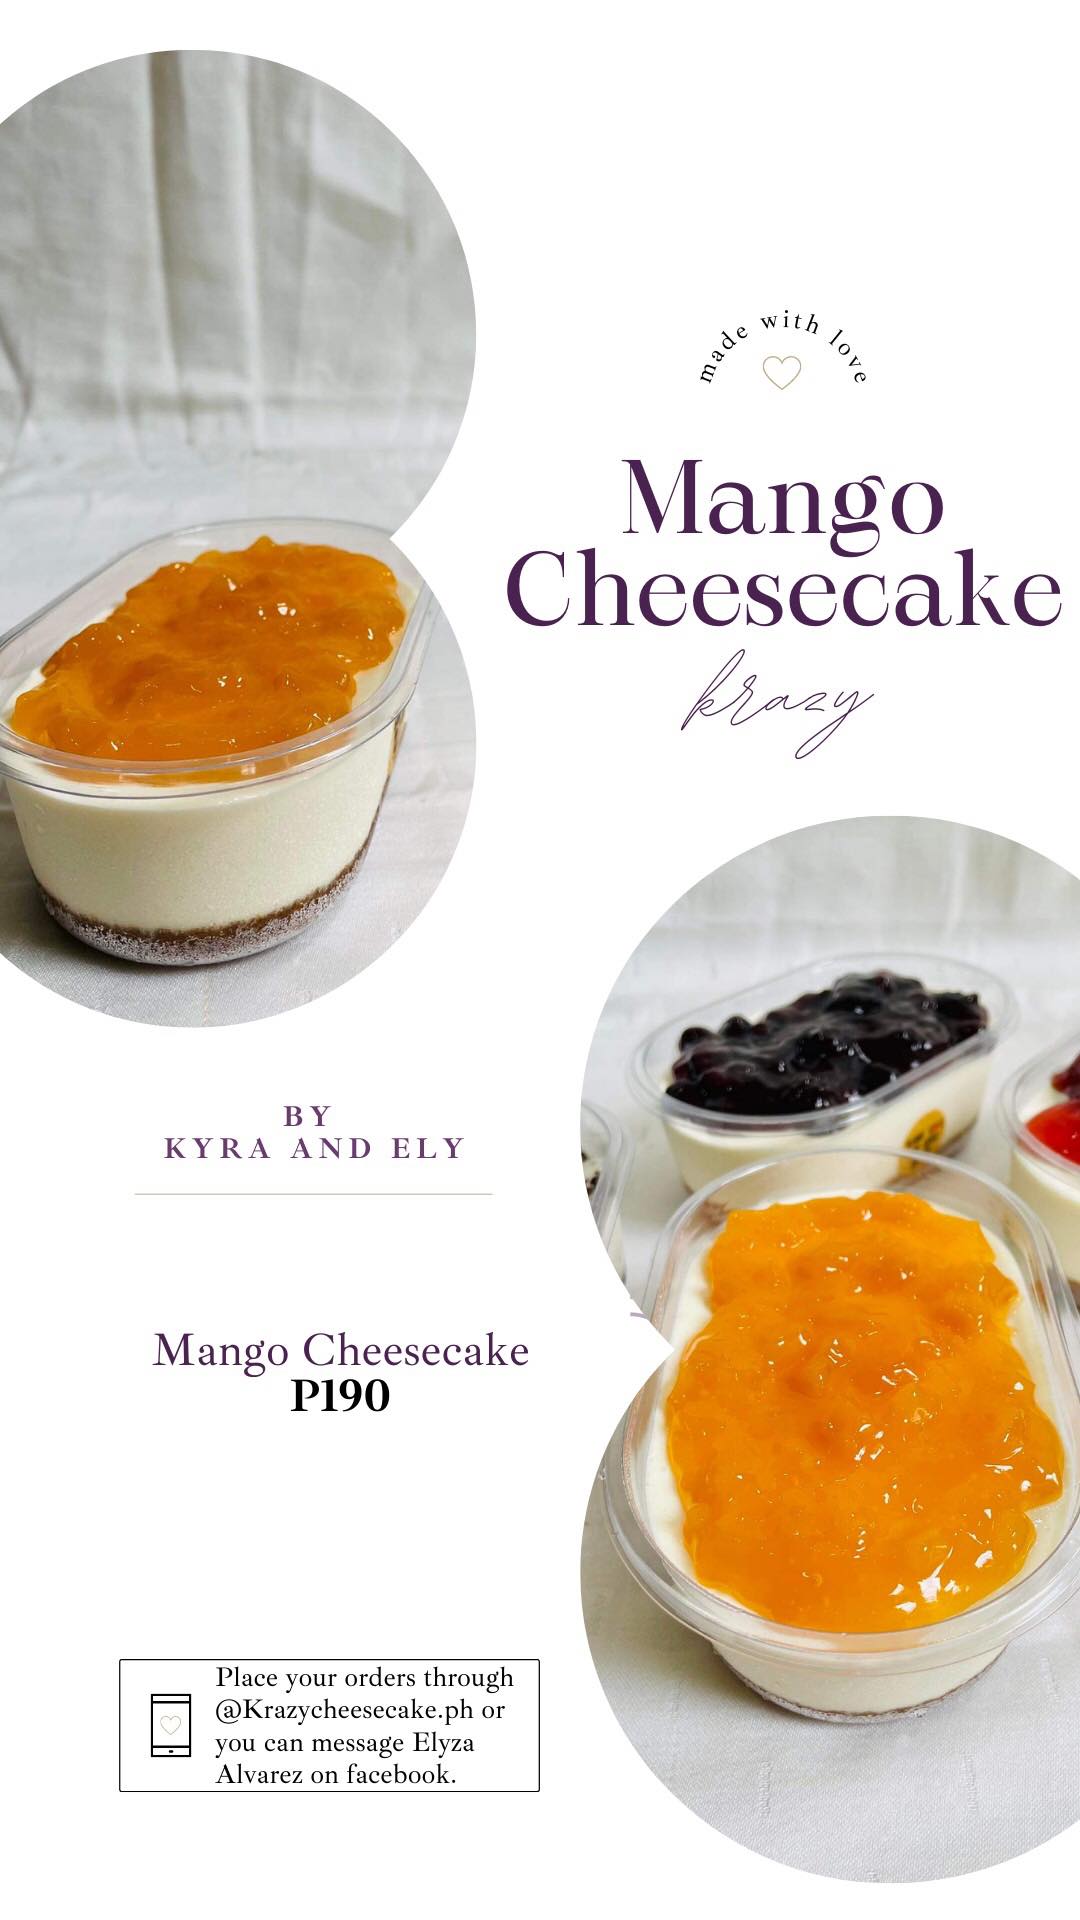 made with love
Mango
Cheesecake
krazy
BY
KYRA AND ELY
Mango Cheesecake
P190
Place your orders through
@Krazycheesecake.ph or
you can message Elyza
Alvarez on facebook.